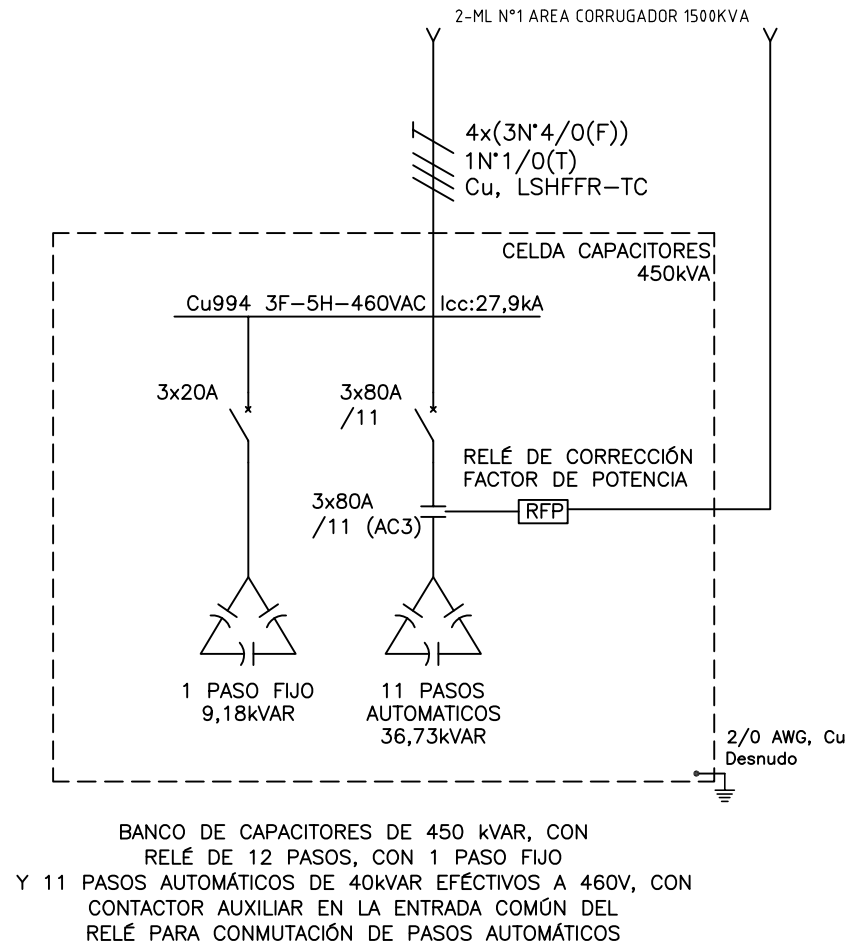 2-ML N°1 AREA CORRUGADOR 1500KVA
4x(3N°4/0(F))
1N°1/0(T)
Cu, LSHFFR-TC
CELDA CAPACITORES
450kVA
Cu994 3F-5H-460VAC Icc:27,9kA
3x20A
3x80A
/11
RELÉ DE CORRECCIÓN
FACTOR DE POTENCIA
3x80A
/11 (AC3)
RFP
1 PASO FIJO
9,18kVAR
11 PASOS
AUTOMATICOS
36,73kVAR
2/0 AWG, Cu
Desnudo
BANCO DE CAPACITORES DE 450 kVAR, CON
RELÉ DE 12 PASOS, CON 1 PASO FIJO
Y 11 PASOS AUTOMÁTICOS DE 40kVAR EFÉCTIVOS A 460V, CON
CONTACTOR AUXILIAR EN LA ENTRADA COMÚN DEL
RELÉ PARA CONMUTACIÓN DE PASOS AUTOMÁTICOS